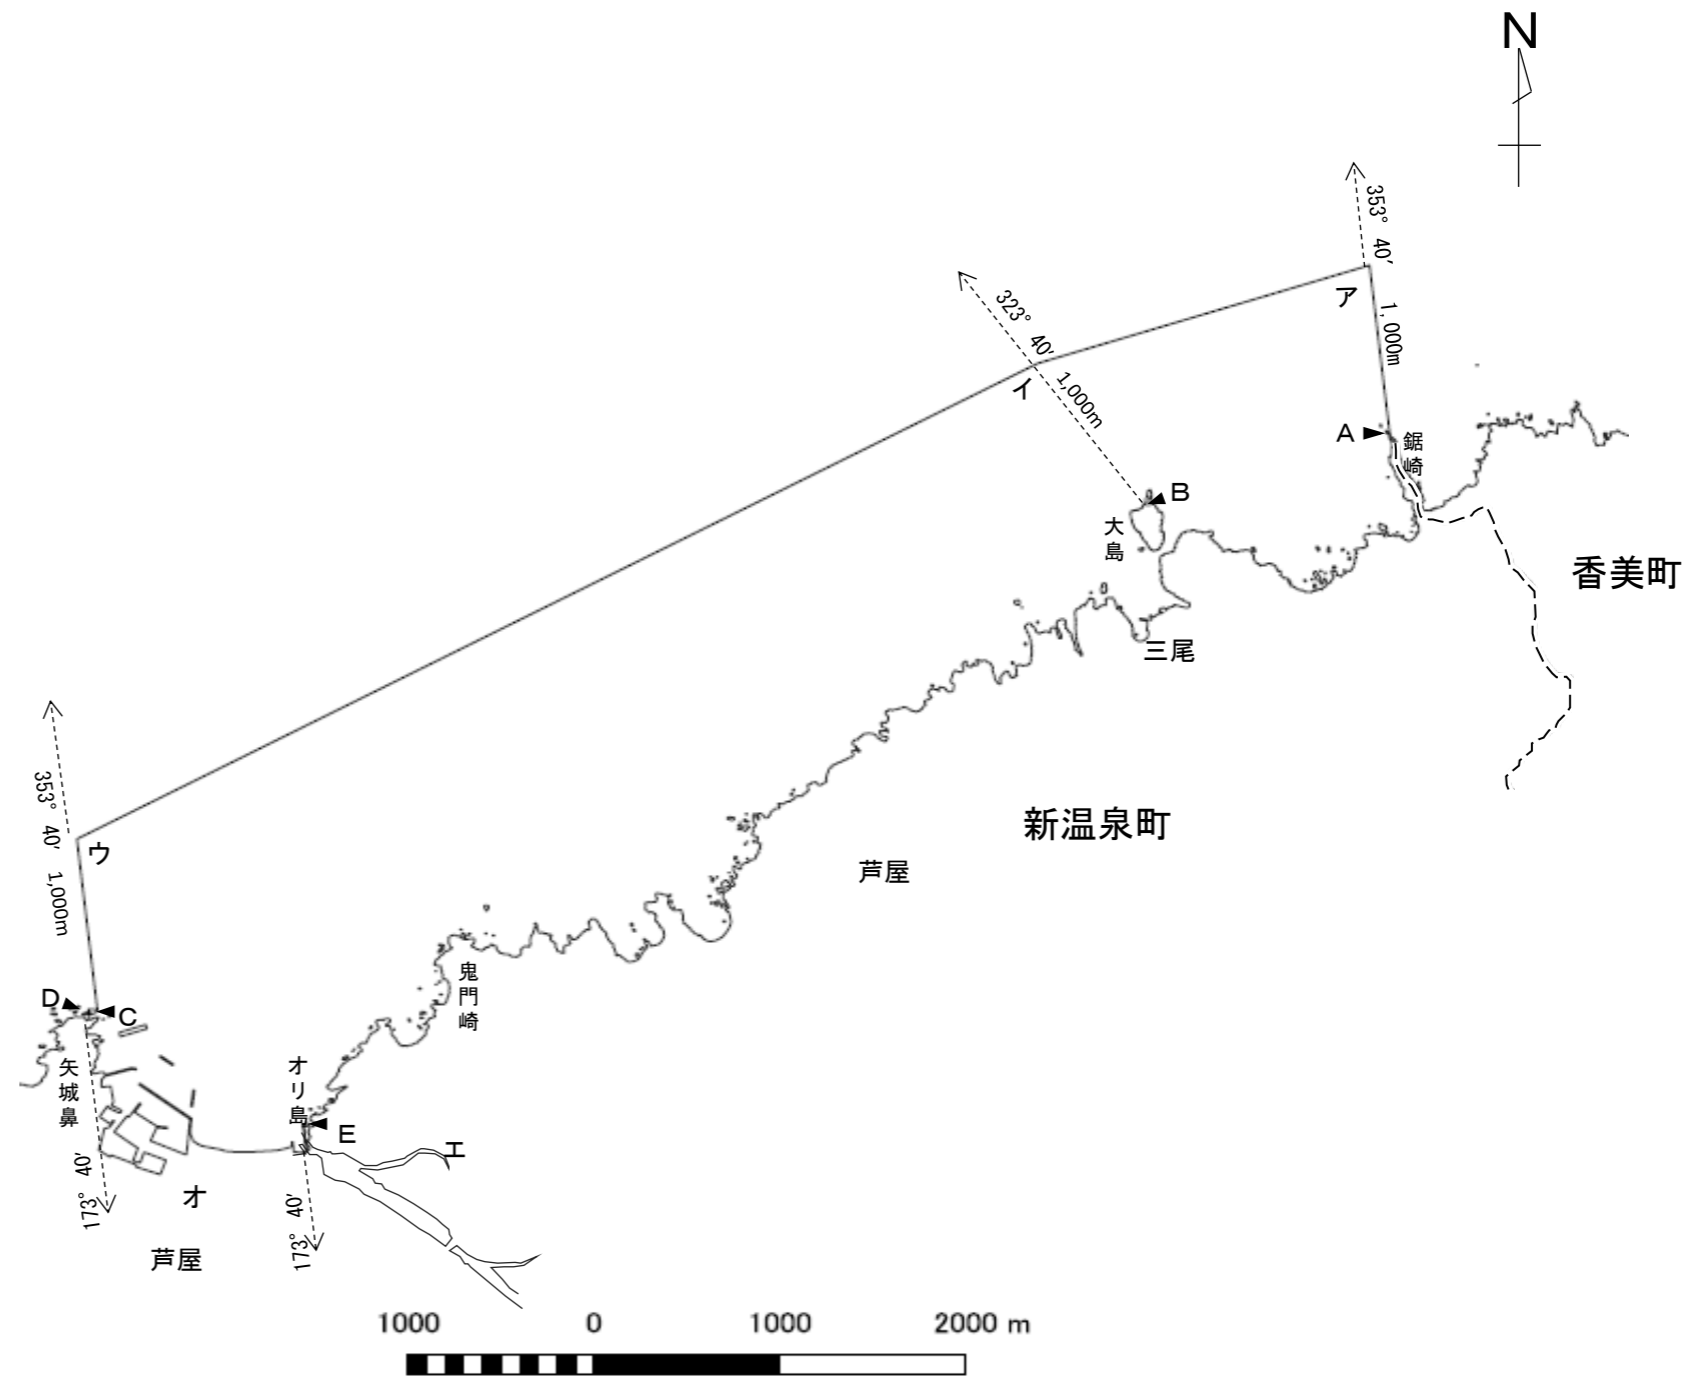 N
353° 40′
ア
1,000m
323° 40′
イ
1,000m
A
鋸崎
B
大島
香美町
三尾
新温泉町
芦屋
353° 40′
ウ
1,000m
鬼門崎
D
C
矢城鼻
オリ島
E
エ
173° 40′
オ
173° 40′
芦屋
1000 0 1000 2000 m